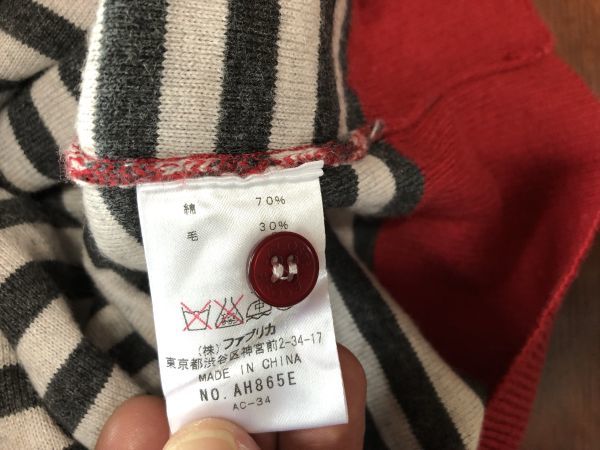 綿 70%
毛 30%
(株)ファブリカ
東京都渋谷区神宮前2-34-17
MADE IN CHINA
NO. AH865E
AC-34